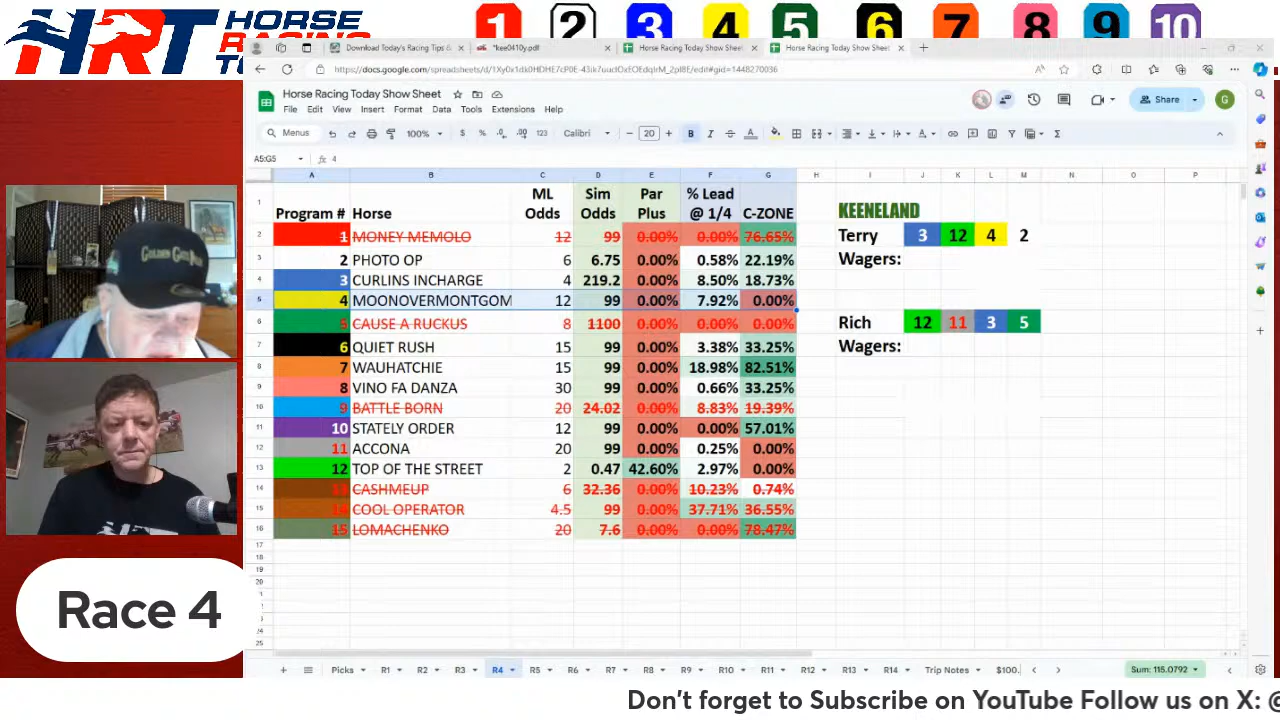 HRT HORSE
RACING
1 2 3 4 5 6 7 8 9 10
Download Today's Racing Tips &
*kee0410y.pdf
Horse Racing Today Show Sheet
Horse Racing Today Show Sheet
Horse Racing Today Show Sheet
File Edit View Insert Format Data Tools Extensions Help
Share
G
Menus 100% $ % 123 Calibri 20 B I
A5:G5 fx 4
A B C D E F G H I J K L M N O P
Program # Horse ML Odds Sim Odds Par Plus % Lead @ 1/4 C-ZONE
1 MONEY MEMOLO 12 99 0.00% 0.00% 76.65%
2 PHOTO OP 6 6.75 0.00% 0.58% 22.19%
3 CURLINS INCHARGE 4 219.2 0.00% 8.50% 18.73%
4 MOONOVERMONTGOM 12 99 0.00% 7.92% 0.00%
5 CAUSE A RUCKUS 8 1100 0.00% 0.00% 0.00%
6 QUIET RUSH 15 99 0.00% 3.38% 33.25%
7 WAUHATCHIE 15 99 0.00% 18.98% 82.51%
8 VINO FA DANZA 30 99 0.00% 0.66% 33.25%
9 BATTLE BORN 20 24.02 0.00% 8.83% 19.39%
10 STATELY ORDER 12 99 0.00% 0.00% 57.01%
11 ACCONA 20 99 0.00% 0.25% 0.00%
12 TOP OF THE STREET 2 0.47 42.60% 2.97% 0.00%
13 CASHMEUP 6 32.36 0.00% 10.23% 0.74%
14 COOL OPERATOR 4.5 99 0.00% 37.71% 36.55%
15 LOMACHENKO 20 7.6 0.00% 0.00% 78.47%
KEENELAND
Terry 3 12 4 2
Wagers:
Rich 12 11 3 5
Wagers:
GOLDEN GATE
Race 4
Picks R1 R2 R3 R4 R5 R6 R7 R8 R9 R10 R11 R12 R13 R14 Trip Notes $100.
Sum: 115.0792
Don't forget to Subscribe on YouTube Follow us on X: @